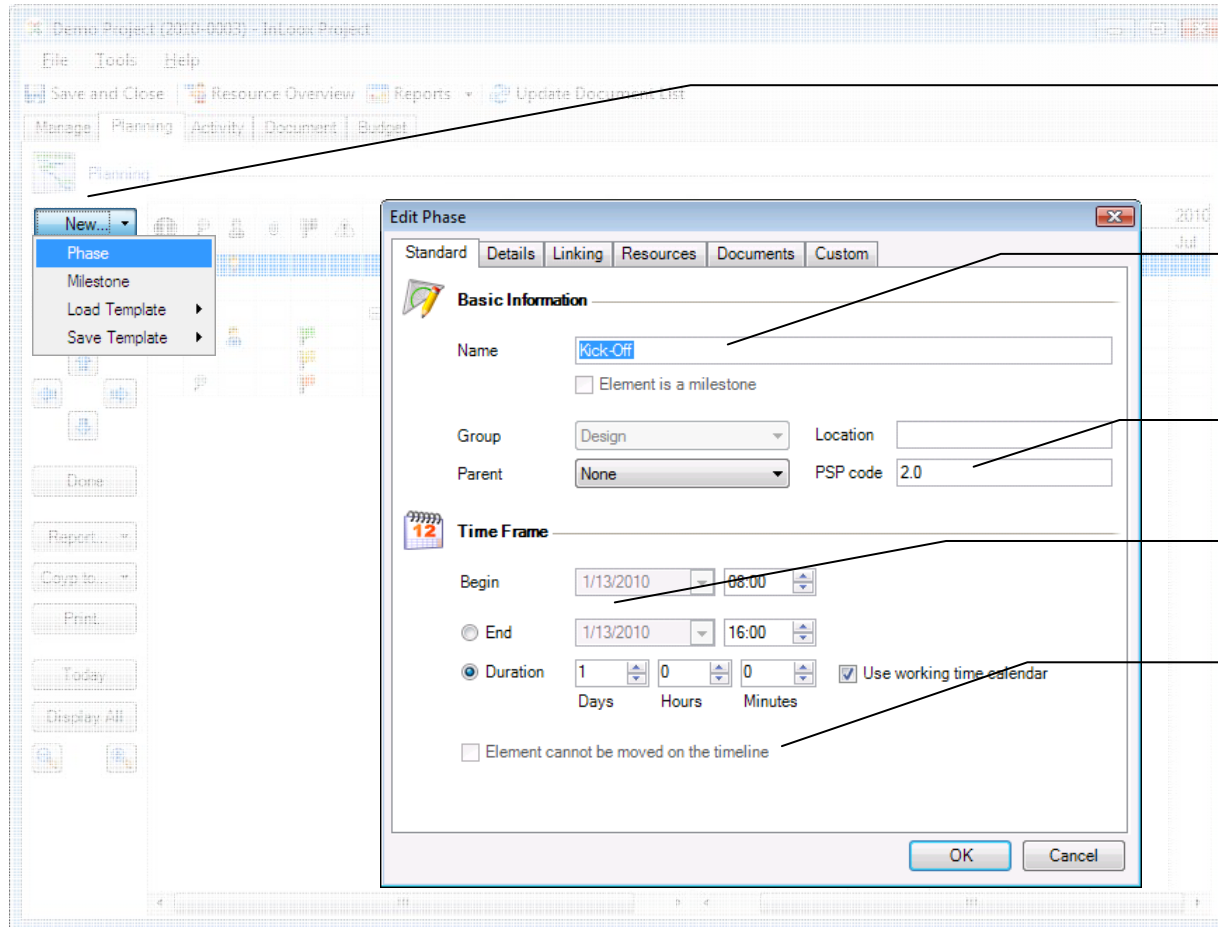 Demo Project (2010-0003) - InLoox Project
File Tools Help
Save and Close Resource Overview Reports Update Document List
Manage Planning Activity Document Budget
Planning
New...
Phase
Milestone
Load Template
Save Template
Done
Report...
Coyp to...
Print...
Today
Display All
2010
Jul
Edit Phase
Standard Details Linking Resources Documents Custom
Basic Information
Name Kick-Off
Element is a milestone
Group Design Location
Parent None PSP code 2.0
12 Time Frame
Begin 1/13/2010 08:00
End 1/13/2010 16:00
Duration 1 0 0 Use working time calendar
Days Hours Minutes
Element cannot be moved on the timeline
OK Cancel